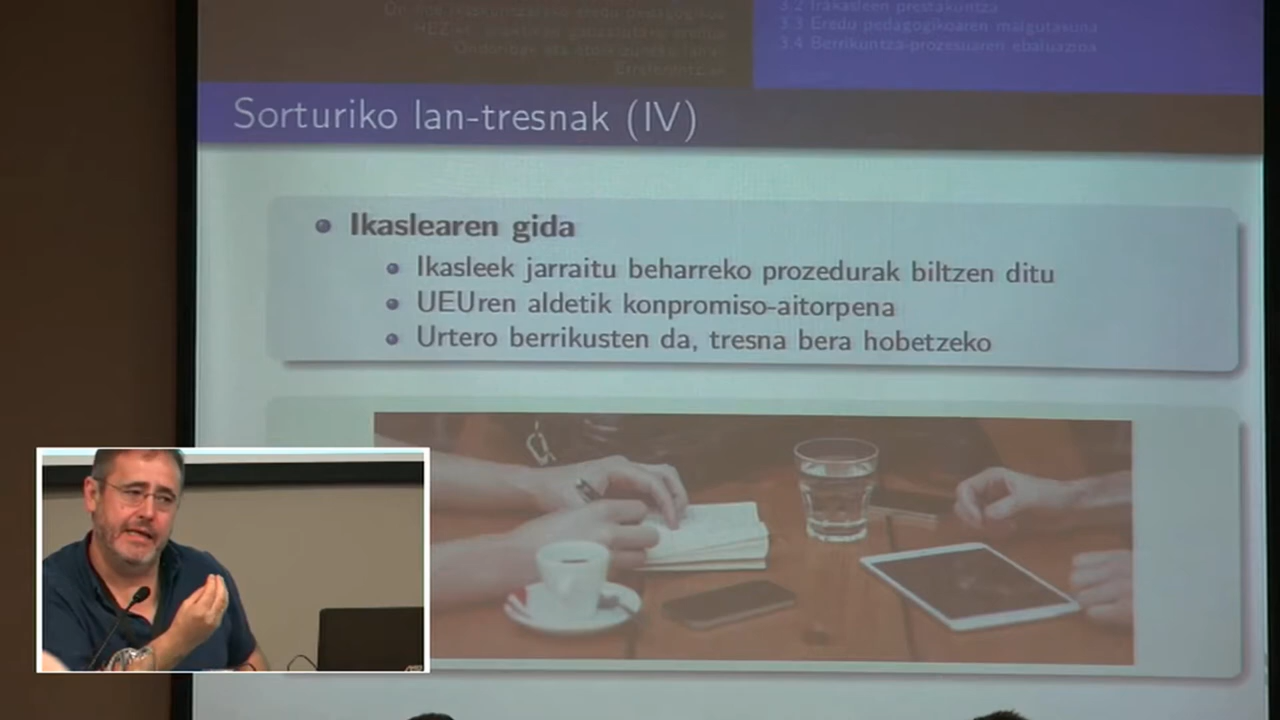 3.2 Irakasleen prestakuntza
3.3 Eredu pedagogikoaren malgutasuna
3.4 Berrikuntza-prozesuaren ebaluazioa
Sorturiko lan-tresnak (IV)
Ikaslearen gida
Ikasleek jarraitu beharreko prozedurak biltzen ditu
UEUren aldetik konpromiso-aitorpena
Urtero berrikusten da, tresna bera hobetzeko